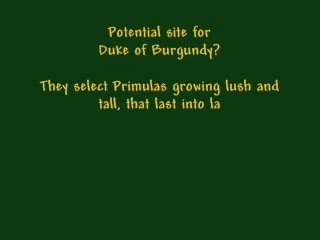 Potential site for
Duke of Burgundy?
They select Primulas growing lush and
tall, that last into la